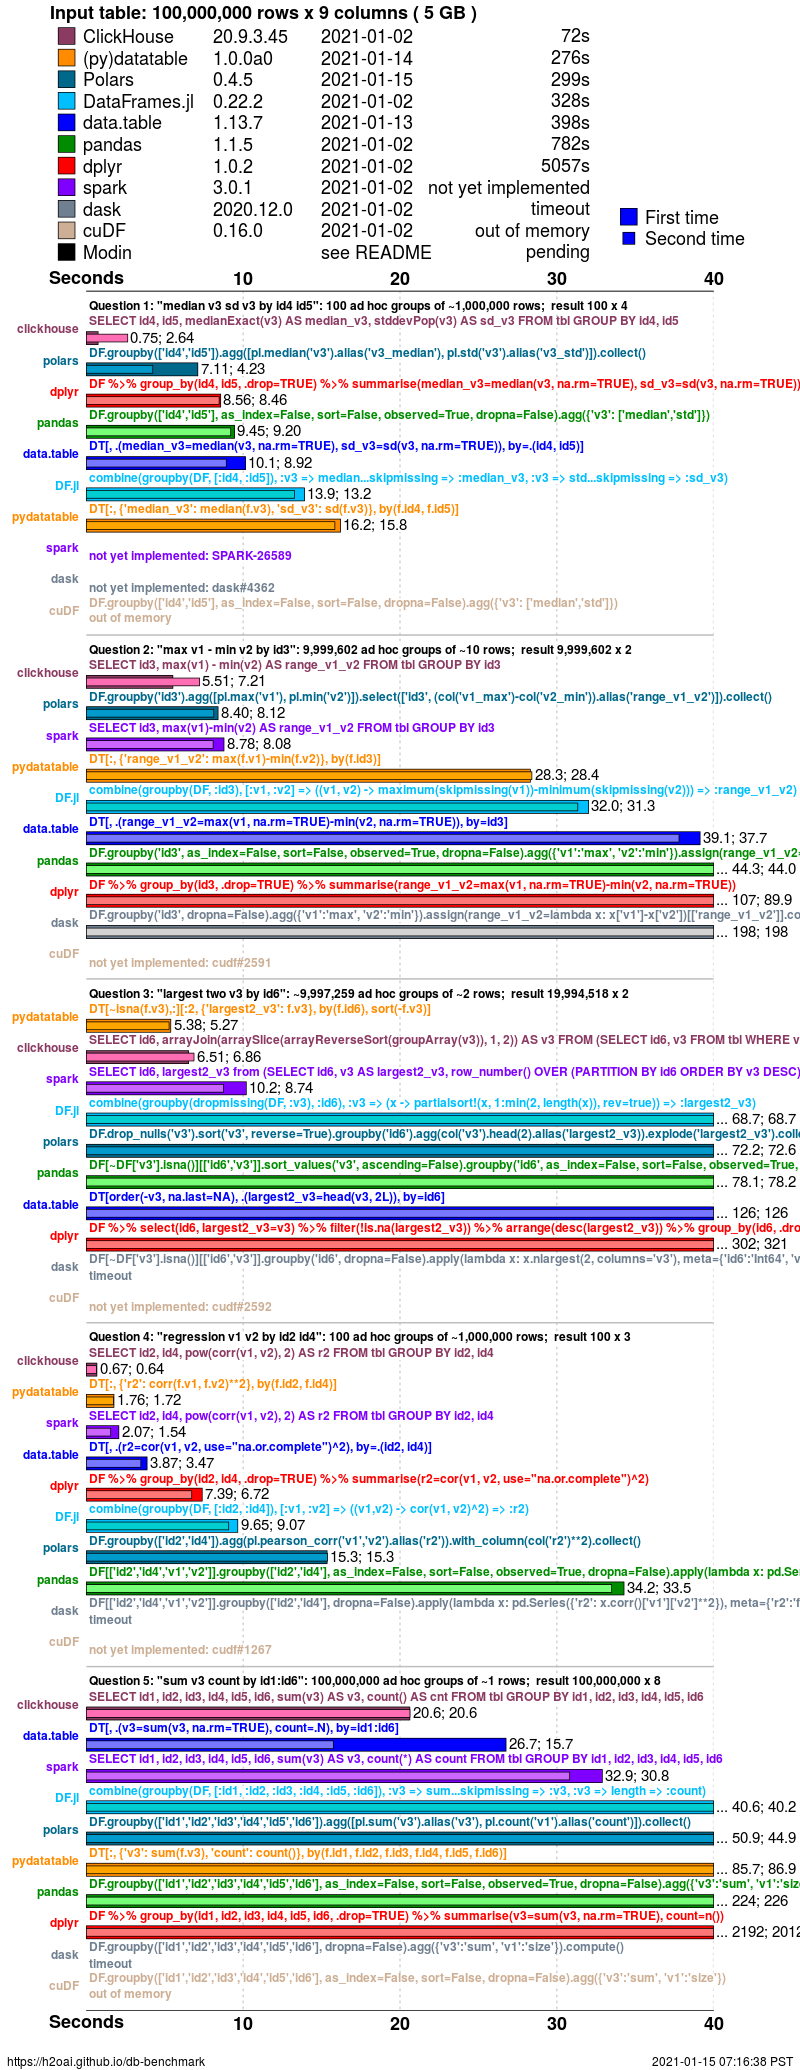 Input table: 100,000,000 rows x 9 columns ( 5 GB )
ClickHouse 20.9.3.45 2021-01-02 72s
(py)datatable 1.0.0a0 2021-01-14 276s
Polars 0.4.5 2021-01-15 299s
DataFrames.jl 0.22.2 2021-01-02 328s
data.table 1.13.7 2021-01-13 398s
pandas 1.1.5 2021-01-02 782s
dplyr 1.0.2 2021-01-02 5057s
spark 3.0.1 2021-01-02 not yet implemented
dask 2020.12.0 2021-01-02 timeout
cuDF 0.16.0 2021-01-02 out of memory
Modin see README pending
First time
Second time
Seconds 10 20 30 40
Question 1: "median v3 sd v3 by id4 id5": 100 ad hoc groups of ~1,000,000 rows;  result 100 x 4
SELECT id4, id5, medianExact(v3) AS median_v3, stddevPop(v3) AS sd_v3 FROM tbl GROUP BY id4, id5
clickhouse 0.75; 2.64
DF.groupby(['id4','id5']).agg([pl.median('v3').alias('v3_median'), pl.std('v3').alias('v3_std')]).collect()
polars 7.11; 4.23
DF %>% group_by(id4, id5, .drop=TRUE) %>% summarise(median_v3=median(v3, na.rm=TRUE), sd_v3=sd(v3, na.rm=TRUE))
dplyr 8.56; 8.46
DF.groupby(['id4','id5'], as_index=False, sort=False, observed=True, dropna=False).agg({'v3': ['median','std']})
pandas 9.45; 9.20
DT[, .(median_v3=median(v3, na.rm=TRUE), sd_v3=sd(v3, na.rm=TRUE)), by=.(id4, id5)]
data.table 10.1; 8.92
combine(groupby(DF, [:id4, :id5]), :v3 => median...skipmissing => :median_v3, :v3 => std...skipmissing => :sd_v3)
DF.jl 13.9; 13.2
DT[:, {'median_v3': median(f.v3), 'sd_v3': sd(f.v3)}, by(f.id4, f.id5)]
pydatatable 16.2; 15.8
spark not yet implemented: SPARK-26589
dask not yet implemented: dask#4362
DF.groupby(['id4','id5'], as_index=False, sort=False, dropna=False).agg({'v3': ['median','std']})
cuDF out of memory
Question 2: "max v1 - min v2 by id3": 9,999,602 ad hoc groups of ~10 rows;  result 9,999,602 x 2
SELECT id3, max(v1) - min(v2) AS range_v1_v2 FROM tbl GROUP BY id3
clickhouse 5.51; 7.21
DF.groupby('id3').agg([pl.max('v1'), pl.min('v2')]).select(['id3', (col('v1_max')-col('v2_min')).alias('range_v1_v2')]).collect()
polars 8.40; 8.12
SELECT id3, max(v1)-min(v2) AS range_v1_v2 FROM tbl GROUP BY id3
spark 8.78; 8.08
DT[:, {'range_v1_v2': max(f.v1)-min(f.v2)}, by(f.id3)]
pydatatable 28.3; 28.4
combine(groupby(DF, :id3), [:v1, :v2] => ((v1, v2) -> maximum(skipmissing(v1))-minimum(skipmissing(v2))) => :range_v1_v2)
DF.jl 32.0; 31.3
DT[, .(range_v1_v2=max(v1, na.rm=TRUE)-min(v2, na.rm=TRUE)), by=id3]
data.table 39.1; 37.7
DF.groupby('id3', as_index=False, sort=False, observed=True, dropna=False).agg({'v1':'max', 'v2':'min'}).assign(range_v1_v2=
pandas ... 44.3; 44.0
DF %>% group_by(id3, .drop=TRUE) %>% summarise(range_v1_v2=max(v1, na.rm=TRUE)-min(v2, na.rm=TRUE))
dplyr ... 107; 89.9
DF.groupby('id3', dropna=False).agg({'v1':'max', 'v2':'min'}).assign(range_v1_v2=lambda x: x['v1']-x['v2'])[['range_v1_v2']].co
dask ... 198; 198
cuDF not yet implemented: cudf#2591
Question 3: "largest two v3 by id6": ~9,997,259 ad hoc groups of ~2 rows;  result 19,994,518 x 2
DT[~isna(f.v3),:][:2, {'largest2_v3': f.v3}, by(f.id6), sort(-f.v3)]
pydatatable 5.38; 5.27
SELECT id6, arrayJoin(arraySlice(arrayReverseSort(groupArray(v3)), 1, 2)) AS v3 FROM (SELECT id6, v3 FROM tbl WHERE v
clickhouse 6.51; 6.86
SELECT id6, largest2_v3 from (SELECT id6, v3 AS largest2_v3, row_number() OVER (PARTITION BY id6 ORDER BY v3 DESC)
spark 10.2; 8.74
combine(groupby(dropmissing(DF, :v3), :id6), :v3 => (x -> partialsort!(x, 1:min(2, length(x)), rev=true)) => :largest2_v3)
DF.jl ... 68.7; 68.7
DF.drop_nulls('v3').sort('v3', reverse=True).groupby('id6').agg(col('v3').head(2).alias('largest2_v3')).explode('largest2_v3').colle
polars ... 72.2; 72.6
DF[~DF['v3'].isna()][['id6','v3']].sort_values('v3', ascending=False).groupby('id6', as_index=False, sort=False, observed=True,
pandas ... 78.1; 78.2
DT[order(-v3, na.last=NA), .(largest2_v3=head(v3, 2L)), by=id6]
data.table ... 126; 126
DF %>% select(id6, largest2_v3=v3) %>% filter(!is.na(largest2_v3)) %>% arrange(desc(largest2_v3)) %>% group_by(id6, .dro
dplyr ... 302; 321
DF[~DF['v3'].isna()][['id6','v3']].groupby('id6', dropna=False).apply(lambda x: x.nlargest(2, columns='v3'), meta={'id6':'Int64', 'v
dask timeout
cuDF not yet implemented: cudf#2592
Question 4: "regression v1 v2 by id2 id4": 100 ad hoc groups of ~1,000,000 rows;  result 100 x 3
SELECT id2, id4, pow(corr(v1, v2), 2) AS r2 FROM tbl GROUP BY id2, id4
clickhouse 0.67; 0.64
DT[:, {'r2': corr(f.v1, f.v2)**2}, by(f.id2, f.id4)]
pydatatable 1.76; 1.72
SELECT id2, id4, pow(corr(v1, v2), 2) AS r2 FROM tbl GROUP BY id2, id4
spark 2.07; 1.54
DT[, .(r2=cor(v1, v2, use="na.or.complete")^2), by=.(id2, id4)]
data.table 3.87; 3.47
DF %>% group_by(id2, id4, .drop=TRUE) %>% summarise(r2=cor(v1, v2, use="na.or.complete")^2)
dplyr 7.39; 6.72
combine(groupby(DF, [:id2, :id4]), [:v1, :v2] => ((v1,v2) -> cor(v1, v2)^2) => :r2)
DF.jl 9.65; 9.07
DF.groupby(['id2','id4']).agg(pl.pearson_corr('v1','v2').alias('r2')).with_column(col('r2')**2).collect()
polars 15.3; 15.3
DF[['id2','id4','v1','v2']].groupby(['id2','id4'], as_index=False, sort=False, observed=True, dropna=False).apply(lambda x: pd.Se
pandas 34.2; 33.5
DF[['id2','id4','v1','v2']].groupby(['id2','id4'], dropna=False).apply(lambda x: pd.Series({'r2': x.corr()['v1']['v2']**2}), meta={'r2':'f
dask timeout
cuDF not yet implemented: cudf#1267
Question 5: "sum v3 count by id1:id6": 100,000,000 ad hoc groups of ~1 rows;  result 100,000,000 x 8
SELECT id1, id2, id3, id4, id5, id6, sum(v3) AS v3, count() AS cnt FROM tbl GROUP BY id1, id2, id3, id4, id5, id6
clickhouse 20.6; 20.6
DT[, .(v3=sum(v3, na.rm=TRUE), count=.N), by=id1:id6]
data.table 26.7; 15.7
SELECT id1, id2, id3, id4, id5, id6, sum(v3) AS v3, count(*) AS count FROM tbl GROUP BY id1, id2, id3, id4, id5, id6
spark 32.9; 30.8
combine(groupby(DF, [:id1, :id2, :id3, :id4, :id5, :id6]), :v3 => sum...skipmissing => :v3, :v3 => length => :count)
DF.jl ... 40.6; 40.2
DF.groupby(['id1','id2','id3','id4','id5','id6']).agg([pl.sum('v3').alias('v3'), pl.count('v1').alias('count')]).collect()
polars ... 50.9; 44.9
DT[:, {'v3': sum(f.v3), 'count': count()}, by(f.id1, f.id2, f.id3, f.id4, f.id5, f.id6)]
pydatatable ... 85.7; 86.9
DF.groupby(['id1','id2','id3','id4','id5','id6'], as_index=False, sort=False, observed=True, dropna=False).agg({'v3':'sum', 'v1':'size
pandas ... 224; 226
DF %>% group_by(id1, id2, id3, id4, id5, id6, .drop=TRUE) %>% summarise(v3=sum(v3, na.rm=TRUE), count=n())
dplyr ... 2192; 2012
DF.groupby(['id1','id2','id3','id4','id5','id6'], dropna=False).agg({'v3':'sum', 'v1':'size'}).compute()
dask timeout
DF.groupby(['id1','id2','id3','id4','id5','id6'], as_index=False, sort=False, dropna=False).agg({'v3':'sum', 'v1':'size'})
cuDF out of memory
Seconds 10 20 30 40
https://h2oai.github.io/db-benchmark 2021-01-15 07:16:38 PST